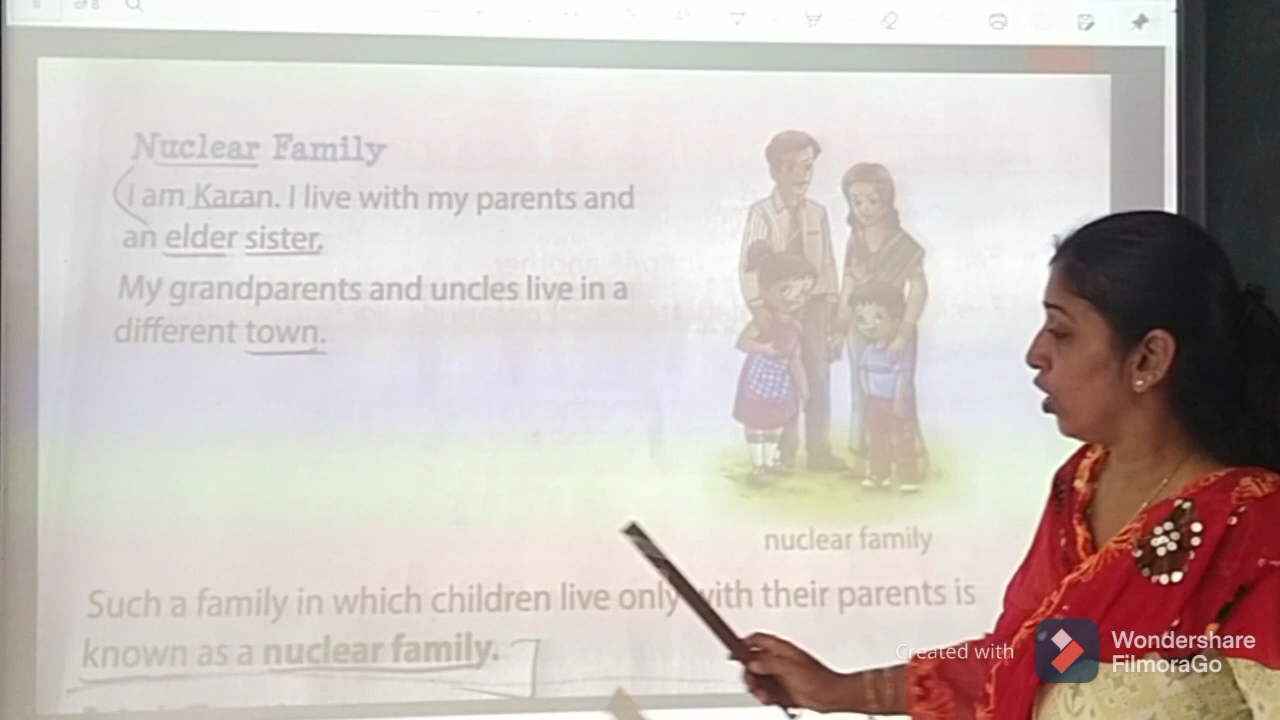 of 8
Nuclear Family
I am Karan. I live with my parents and
an elder sister.
My grandparents and uncles live in a
different town.
nuclear family
Such a family in which children live only with their parents is
known as a nuclear family.
Created with
Wondershare
FilmoraGo